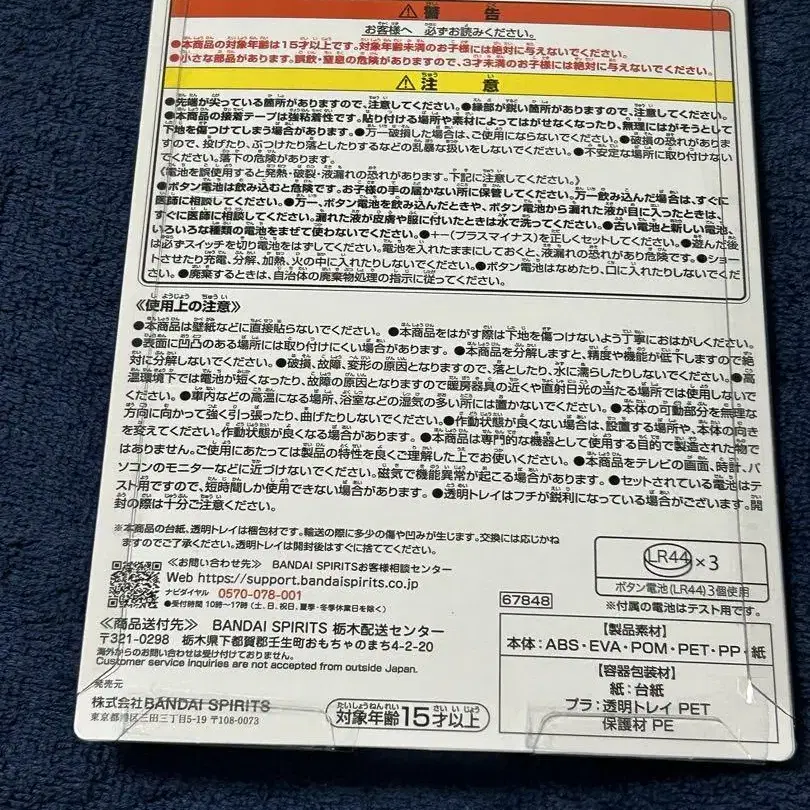 ⚠警告
お客様へ 必ずお読みください。
●本商品の対象年齢は15才以上です。対象年齢未満のお子様には絶対に与えないでください。
●小さな部品があります。誤飲・窒息の危険がありますので、3才未満のお子様には絶対に与えないでください。
⚠注意
●先端が尖っている箇所がありますので、注意してください。●縁部が鋭い箇所がありますので、注意してください。
●本商品の接着テープは強粘着性です。貼り付ける場所や素材によってはがせなくなったり、無理にはがそうとして
下地を傷つけてしまう場合があります。●万一破損した場合は、ご使用にならないでください。●破損の恐れがありま
すので、投げたり、ぶつけたり落としたりするなどの乱暴な扱いをしないでください。●不安定な場所に取り付けない
でください。落下の危険があります。
《電池を誤使用すると発熱・破裂・液漏れの恐れがあります。下記に注意してください。》
●ボタン電池は飲み込むと危険です。お子様の手の届かない所に保管してください。万一飲み込んだ場合は、すぐに
医師に相談してください。●万一、ボタン電池を飲んだときや、ボタン電池から漏れた液が目に入ったときは、
すぐに医師に相談してください。漏れた液が皮膚や服に付いたときは水で洗ってください。●古い電池と新しい電池、
いろいろな種類の電池をまぜて使わないでください。●+−(プラスマイナス)を正しくセットしてください。●遊んだ後
は必ずスイッチを切り電池をはずしてください。電池を入れたままにしておくと、液漏れの恐れがあり危険です。●ショー
トさせたり充電、分解、加熱、火の中に入れたりしないでください。●ボタン電池はなめたり、口に入れたりしないでくだ
さい。●廃棄するときは、自治体の廃棄物処理の指示に従ってください。
《使用上の注意》
●本商品は壁紙などに直接貼らないでください。●本商品をはがす際は下地を傷つけないよう丁寧におはがしください。
●表面に凹凸のある場所には取り付けにくい場合があります。●本商品を分解しますと、精度や機能が低下しますので絶
対に分解しないでください。●破損、故障、変形の原因となりますので、落としたり、水に濡らしたりしないでください。●高
温環境下では電池が短くなったり、故障の原因となりますので暖房器具の近くや直射日光の当たる場所では使用しないで
ください。●車内などの高温になる場所、浴室などの湿気の多い所には置かないでください。●本体の可動部分を無理な
方向に向かって強く引っ張ったり、曲げたりしないでください。●作動状態が良くない場合は、設置する場所や、本体の向き
を変えてください。作動状態が良くなる場合があります。●本商品は専門的な機器として使用する目的で製造された物で
はありません。ご使用にあたっては製品の特性を良くご理解した上でお使いください。●本商品をテレビの画面、時計、パ
ソコンのモニターなどに近づけないでください。磁気で機能異常が起こる場合があります。●セットされている電池はテ
スト用ですので、短時間しか使用できない場合があります。●透明トレイはフチが鋭利になっている場合がございます。開
封の際は十分ご注意ください。
※本商品の台紙、透明トレイは梱包材です。輸送の際に多少の傷や凹みが生じます。交換には応じかね
ますのでご了承ください。透明トレイは開封後はすぐに捨ててください。
《お問い合わせ先》 BANDAI SPIRITSお客様相談センター
Web https://support.bandaispirits.co.jp
ナビダイヤル 0570-078-001
●受付時間 10時〜17時 (土、日、祝日、夏季・冬季休業日を除く)
67848
LR44×3
ボタン電池(LR44)3個使用
※付属の電池はテスト用です。
《商品送付先》 BANDAI SPIRITS 栃木配送センター
〒321-0298 栃木県下都賀郡壬生町おもちゃのまち4-2-20
海外からのお問い合わせは受け付けておりません。
Customer service inquiries are not accepted from outside Japan.
発売元
株式会社BANDAI SPIRITS
東京都港区三田三丁目5-19 〒108-0073
対象年齢15才以上
【製品素材】
本体:ABS・EVA・POM・PET・PP・紙
【容器包装材】
紙:台紙
プラ:透明トレイ PET
保護材 PE